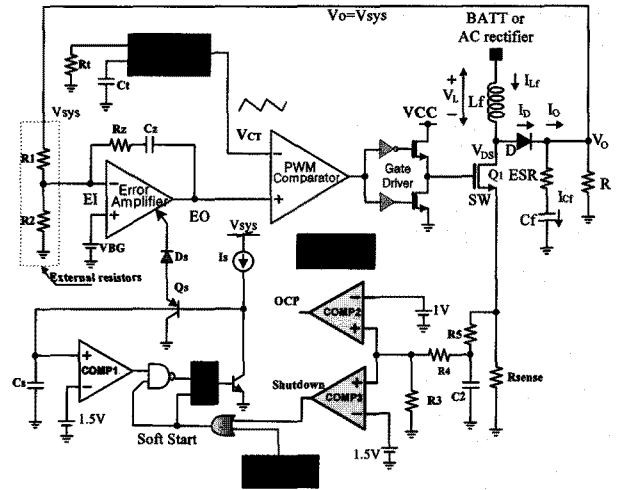 Vo=Vsys
BATT or
AC rectifier
Rt
Ct
Vsys
Rz
Cz
VCT
VCC
+
VL
−
Lf
ILf
ID
IO
VO
VDS
D
R1
R2
EI
−
Error
Amplifier
+
EO
−
PWM
Comparator
+
Gate
Driver
Q1
SW
ESR
R
Cf
ICf
VBG
External resistors
Ds
Qs
Vsys
Is
OCP
−
COMP2
+
1V
R5
R4
C2
Rsense
Cs
+
COMP1
−
1.5V
Shutdown
+
COMP3
−
R3
1.5V
Soft Start